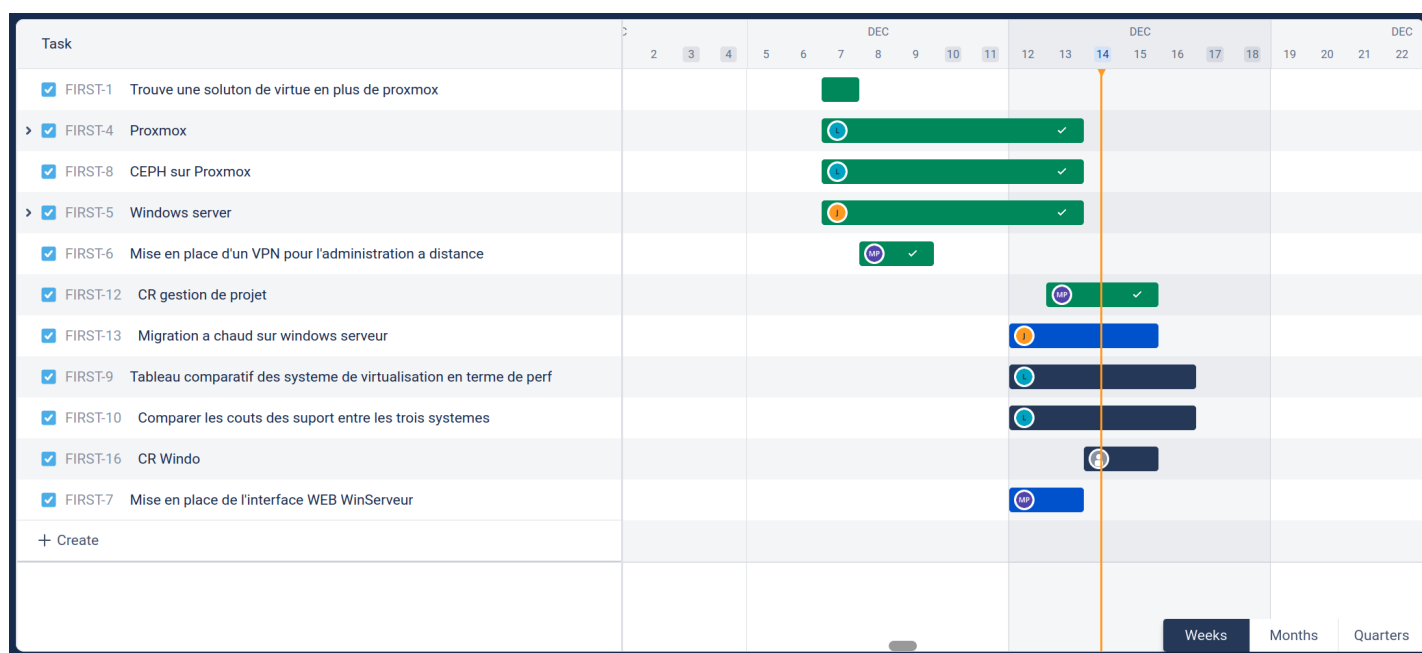 Task
DEC
DEC
DEC
2 3 4 5 6 7 8 9 10 11 12 13 14 15 16 17 18 19 20 21 22
FIRST-1 Trouve une soluton de virtue en plus de proxmox
FIRST-4 Proxmox
L
FIRST-8 CEPH sur Proxmox
L
FIRST-5 Windows server
J
FIRST-6 Mise en place d'un VPN pour l'administration a distance
MP
FIRST-12 CR gestion de projet
MP
FIRST-13 Migration a chaud sur windows serveur
J
FIRST-9 Tableau comparatif des systeme de virtualisation en terme de perf
L
FIRST-10 Comparer les couts des suport entre les trois systemes
L
FIRST-16 CR Windo
FIRST-7 Mise en place de l'interface WEB WinServeur
MP
+ Create
Weeks Months Quarters